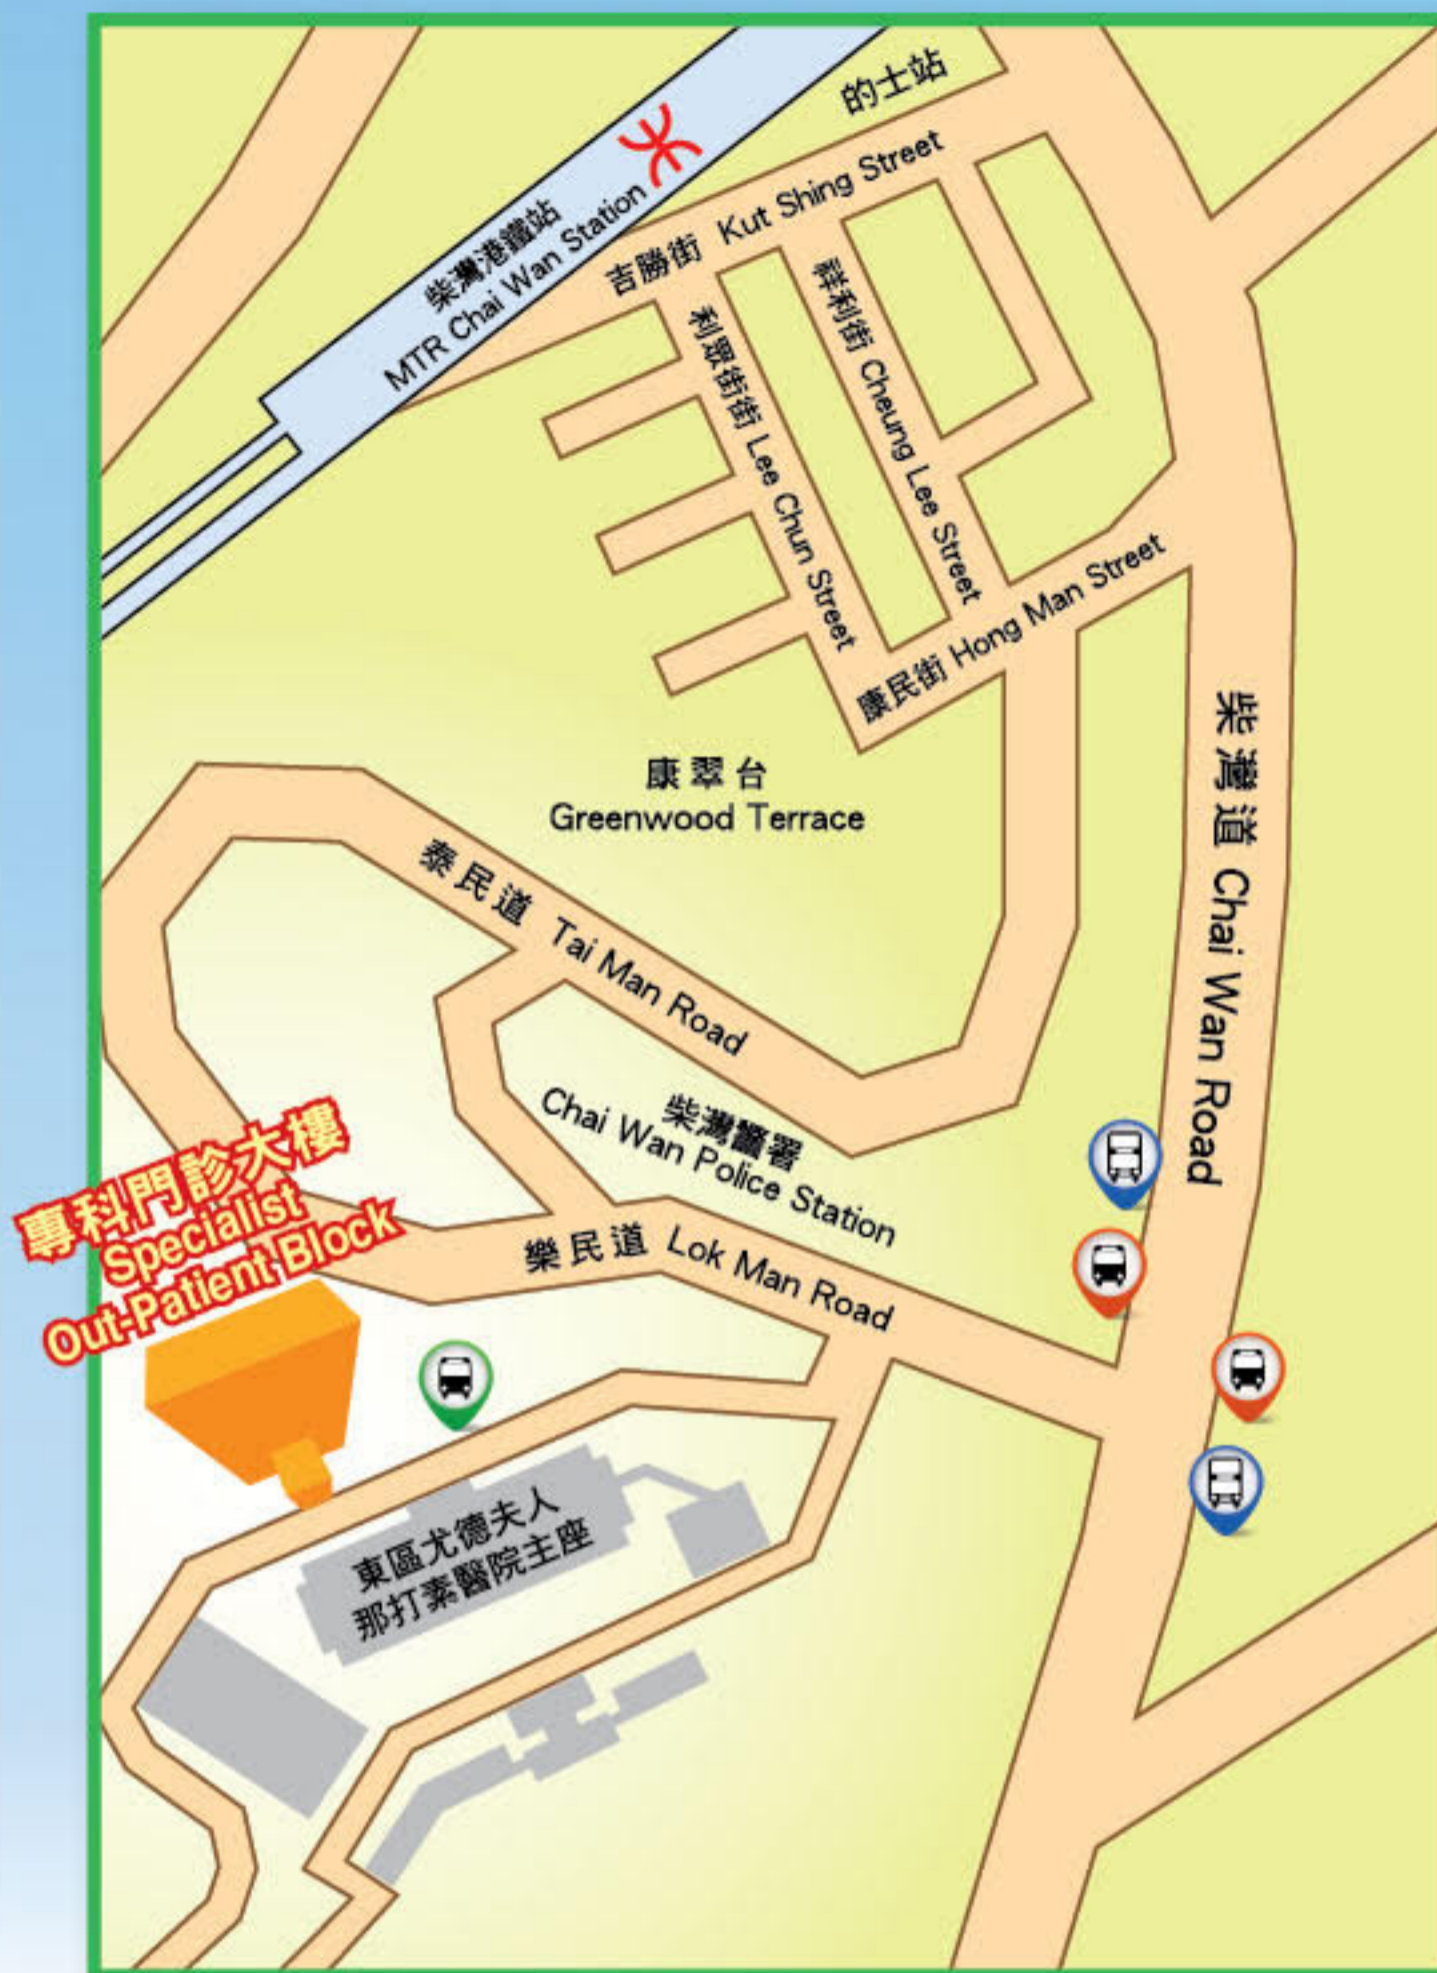 的士站
柴灣港鐵站
MTR Chai Wan Station
吉勝街 Kut Shing Street
利眾街街 Lee Chun Street
祥利街 Cheung Lee Street
康民街 Hong Man Street
柴灣道 Chai Wan Road
康翠台
Greenwood Terrace
泰民道 Tai Man Road
柴灣警署
Chai Wan Police Station
專科門診大樓
Specialist
Out-Patient Block
樂民道 Lok Man Road
東區尤德夫人
那打素醫院主座